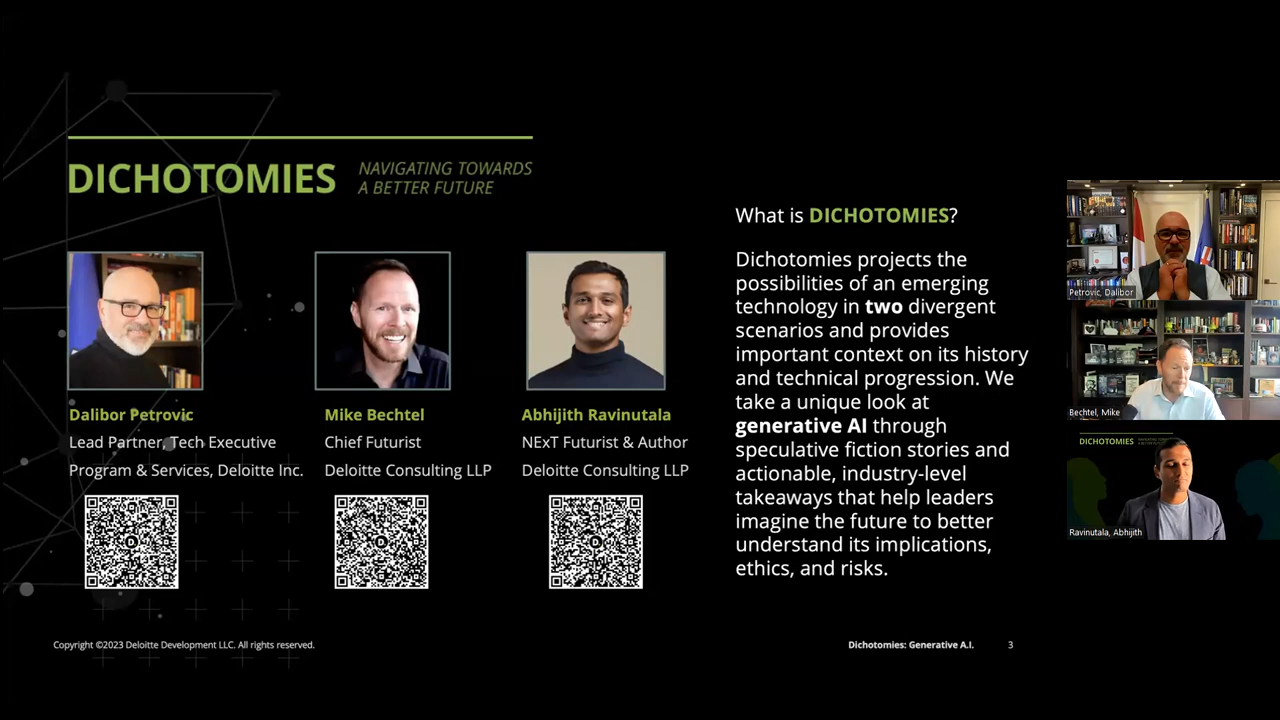 DICHOTOMIES
NAVIGATING TOWARDS
A BETTER FUTURE
Dalibor Petrovic
Lead Partner, Tech Executive
Program & Services, Deloitte Inc.
Mike Bechtel
Chief Futurist
Deloitte Consulting LLP
Abhijith Ravinutala
NExT Futurist & Author
Deloitte Consulting LLP
What is DICHOTOMIES?
Dichotomies projects the
possibilities of an emerging
technology in two divergent
scenarios and provides
important context on its history
and technical progression. We
take a unique look at
generative AI through
speculative fiction stories and
actionable, industry-level
takeaways that help leaders
imagine the future to better
understand its implications,
ethics, and risks.
Copyright ©2023 Deloitte Development LLC. All rights reserved.
Dichotomies: Generative A.I.
3
Petrovic, Dalibor
Bechtel, Mike
DICHOTOMIES
Ravinutala, Abhijith